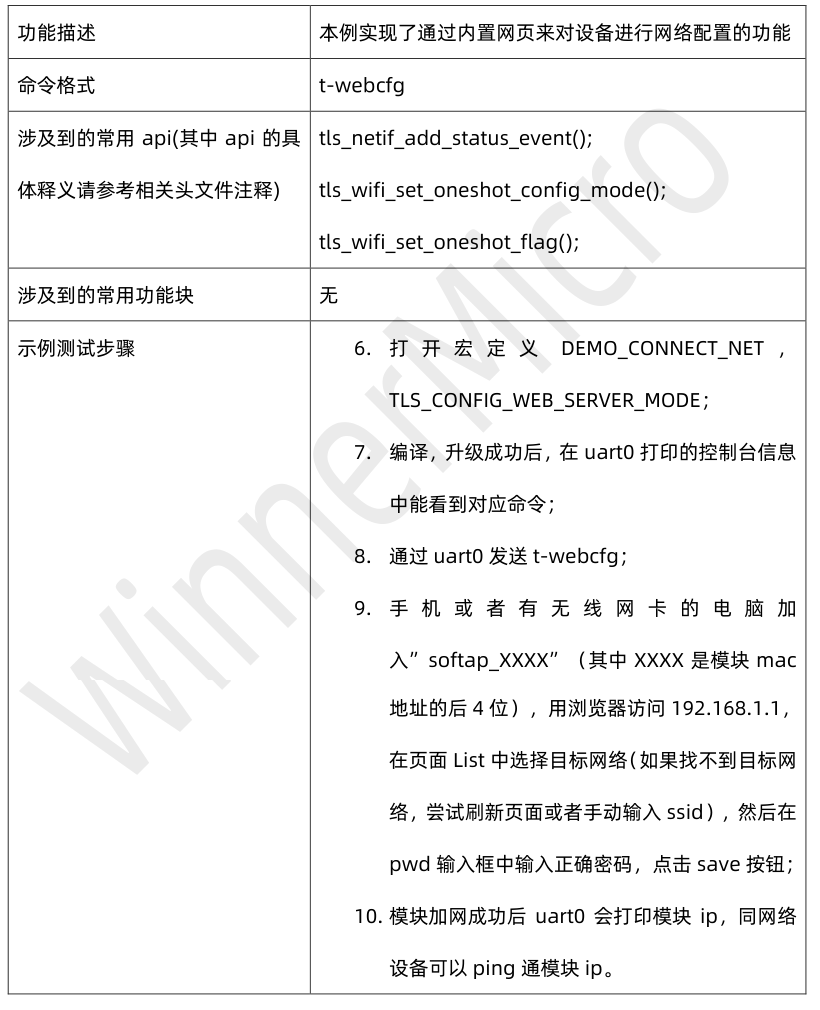 功能描述
本例实现了通过内置网页来对设备进行网络配置的功能
命令格式
t-webcfg
涉及到的常用 api(其中 api 的具
体释义请参考相关头文件注释)
tls_netif_add_status_event();
tls_wifi_set_oneshot_config_mode();
tls_wifi_set_oneshot_flag();
涉及到的常用功能块
无
示例测试步骤
6. 打开宏定义 DEMO_CONNECT_NET，
TLS_CONFIG_WEB_SERVER_MODE；
7. 编译，升级成功后，在 uart0 打印的控制台信息
中能看到对应命令；
8. 通过 uart0 发送 t-webcfg；
9. 手机或者有无线网卡的电脑加
入”softap_XXXX”（其中 XXXX 是模块 mac
地址的后 4 位），用浏览器访问 192.168.1.1，
在页面 List 中选择目标网络（如果找不到目标网
络，尝试刷新页面或者手动输入 ssid），然后在
pwd 输入框中输入正确密码，点击 save 按钮；
10. 模块加网成功后 uart0 会打印模块 ip，同网络
设备可以 ping 通模块 ip。
WinnerMicro